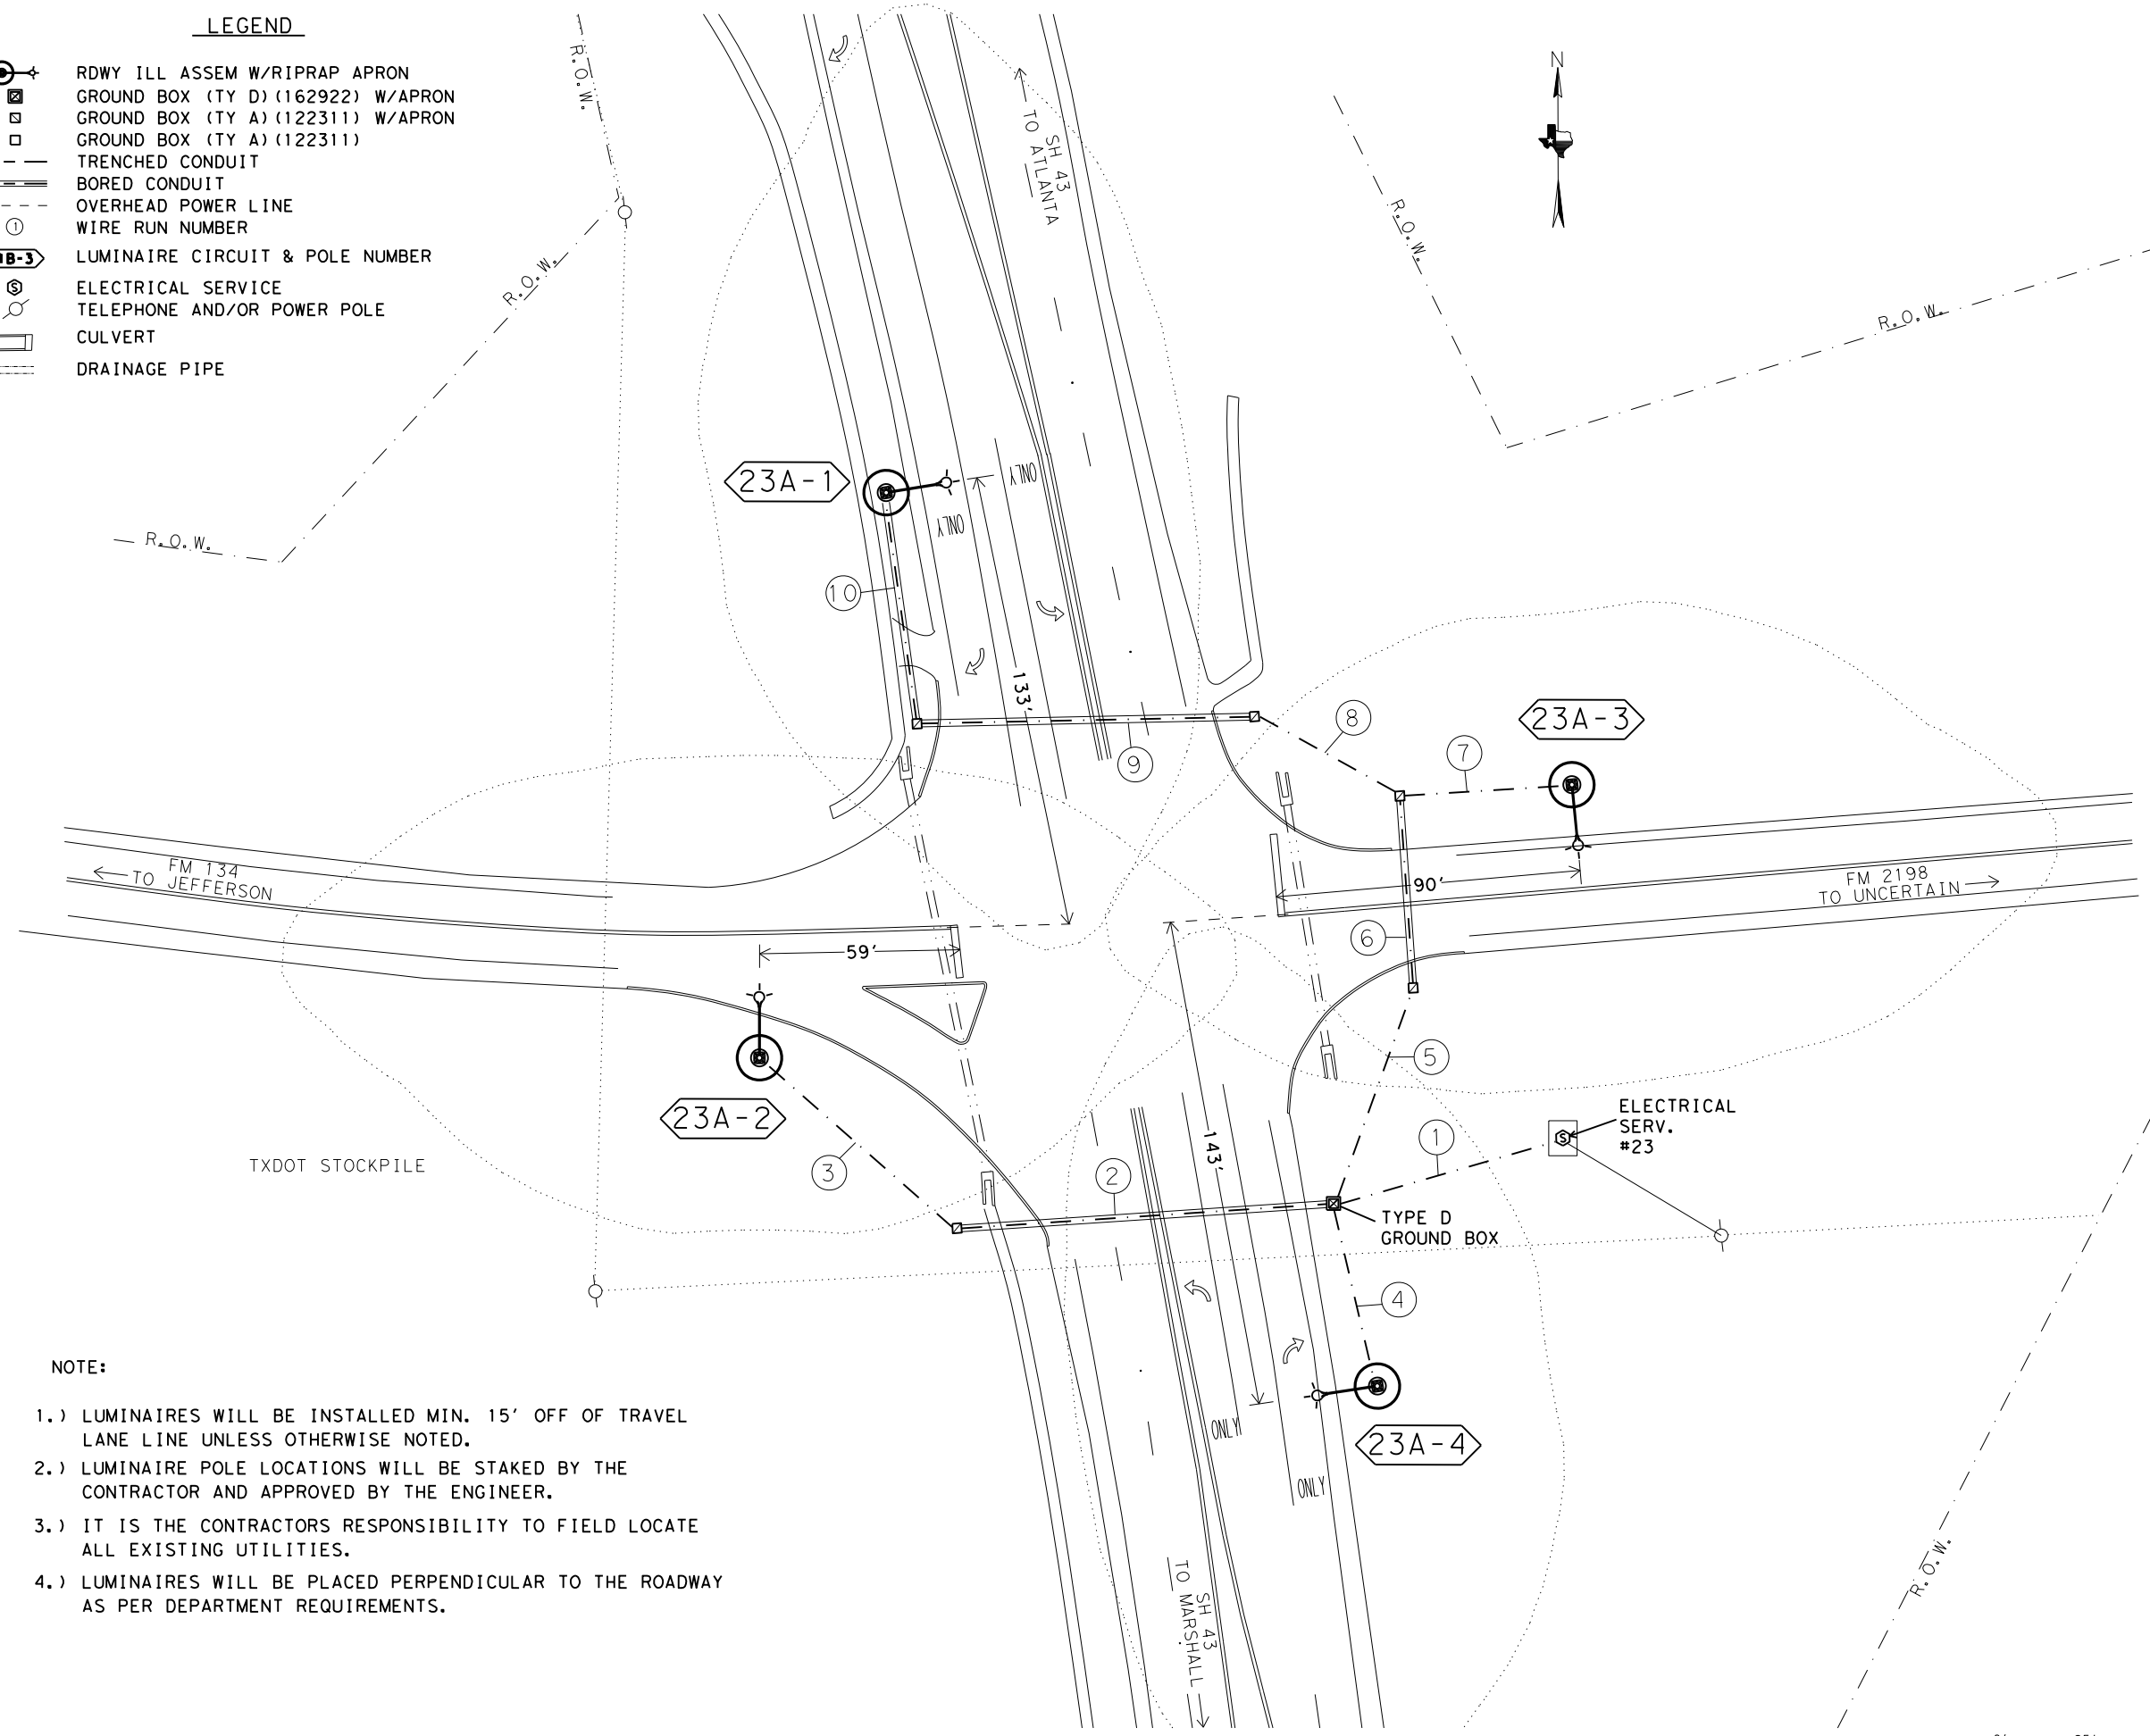 LEGEND
RDWY ILL ASSEM W/RIPRAP APRON
GROUND BOX (TY D)(162922) W/APRON
GROUND BOX (TY A)(122311) W/APRON
GROUND BOX (TY A)(122311)
TRENCHED CONDUIT
BORED CONDUIT
OVERHEAD POWER LINE
1
WIRE RUN NUMBER
B-3
LUMINAIRE CIRCUIT & POLE NUMBER
S
ELECTRICAL SERVICE
TELEPHONE AND/OR POWER POLE
CULVERT
DRAINAGE PIPE
R.O.W.
R.O.W.
R.O.W.
R.O.W.
R.O.W.
N
SH 43
TO ATLANTA
23A-1
ONLY
ONLY
10
133'
9
8
7
23A-3
FM 134
TO JEFFERSON
90'
FM 2198
TO UNCERTAIN
59'
6
5
23A-2
3
2
143'
1
S
ELECTRICAL
SERV.
#23
TXDOT STOCKPILE
TYPE D
GROUND BOX
4
ONLY
23A-4
ONLY
SH 43
TO MARSHALL
R.O.W.
NOTE:
1.) LUMINAIRES WILL BE INSTALLED MIN. 15' OFF OF TRAVEL
LANE LINE UNLESS OTHERWISE NOTED.
2.) LUMINAIRE POLE LOCATIONS WILL BE STAKED BY THE
CONTRACTOR AND APPROVED BY THE ENGINEER.
3.) IT IS THE CONTRACTORS RESPONSIBILITY TO FIELD LOCATE
ALL EXISTING UTILITIES.
4.) LUMINAIRES WILL BE PLACED PERPENDICULAR TO THE ROADWAY
AS PER DEPARTMENT REQUIREMENTS.